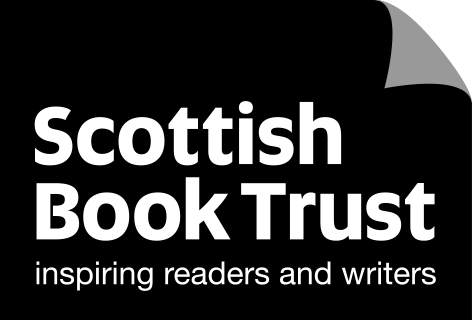 Scottish
Book Trust
inspiring readers and writers